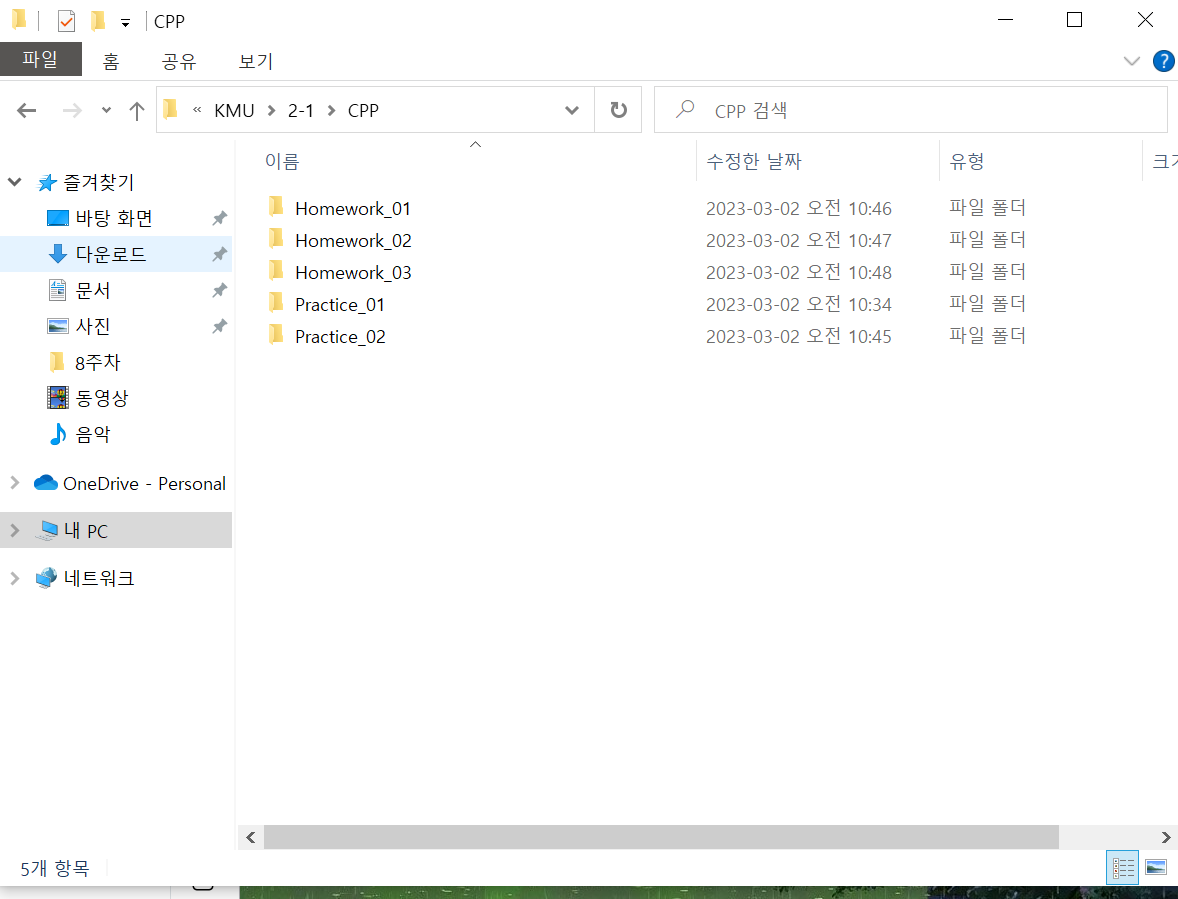 CPP
파일 홈 공유 보기
« KMU > 2-1 > CPP
CPP 검색
이름 수정한 날짜 유형
즐겨찾기
바탕 화면
다운로드
문서
사진
8주차
동영상
음악
OneDrive - Personal
내 PC
네트워크
Homework_01 2023-03-02 오전 10:46 파일 폴더
Homework_02 2023-03-02 오전 10:47 파일 폴더
Homework_03 2023-03-02 오전 10:48 파일 폴더
Practice_01 2023-03-02 오전 10:34 파일 폴더
Practice_02 2023-03-02 오전 10:45 파일 폴더
5개 항목